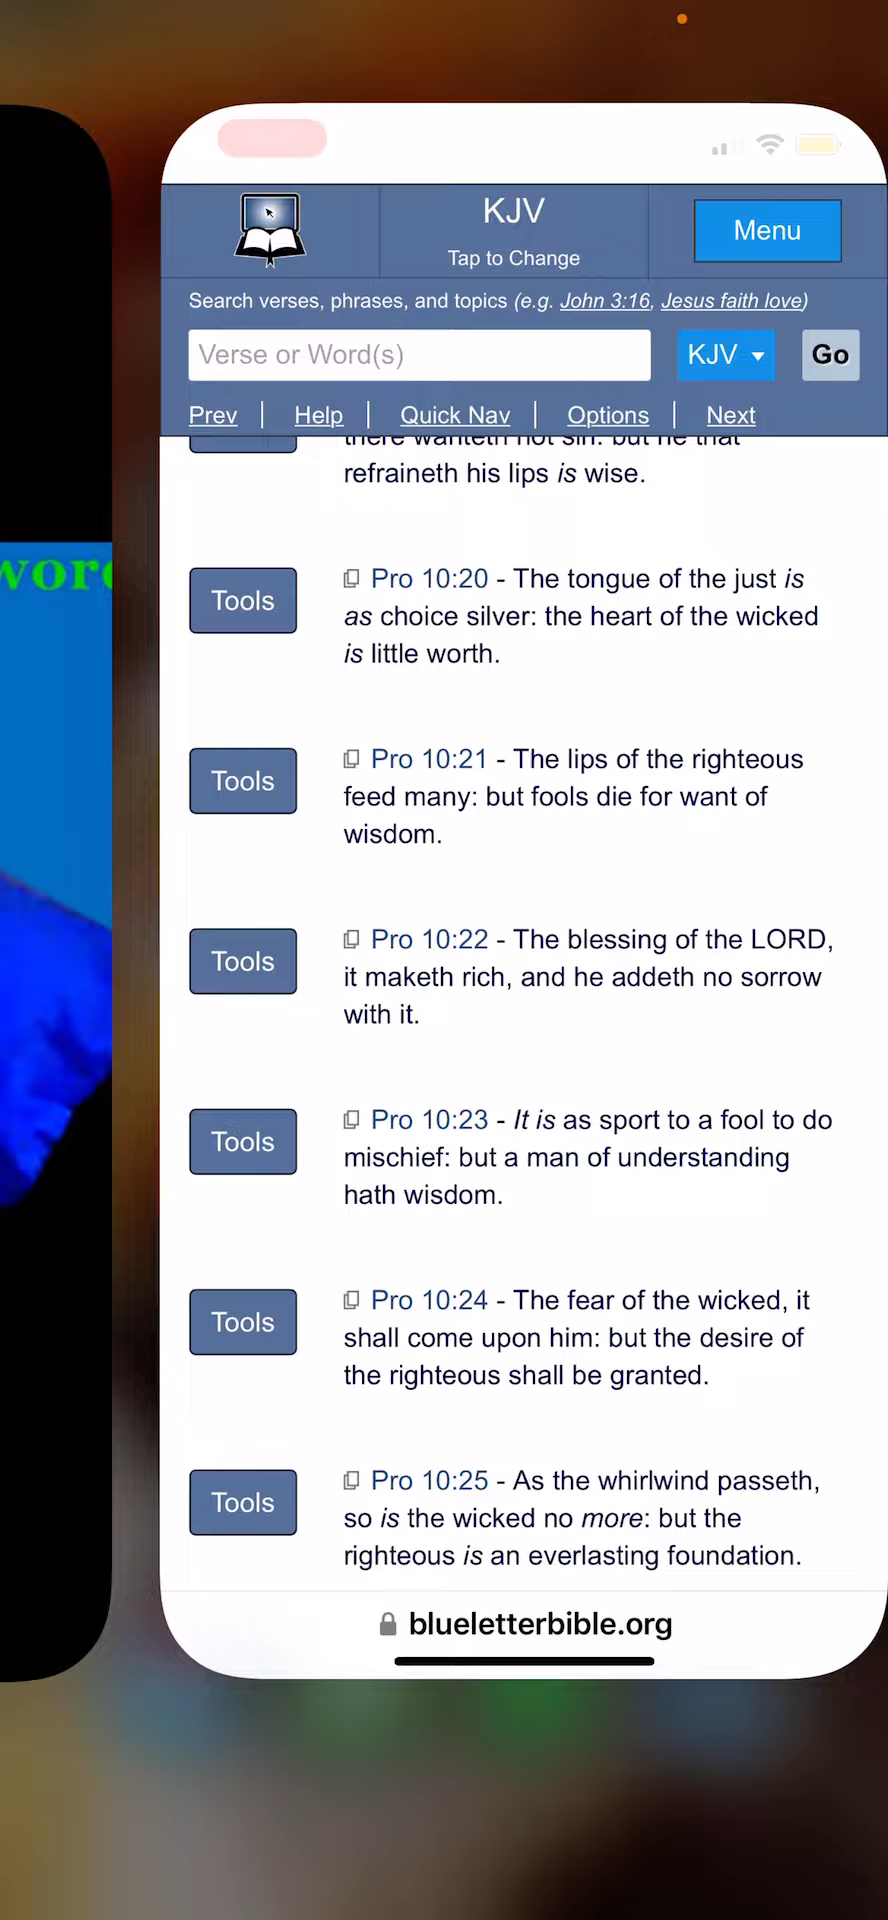 KJV
Tap to Change
Menu
Search verses, phrases, and topics (e.g. John 3:16, Jesus faith love)
Verse or Word(s)
KJV
Go
Prev | Help | Quick Nav | Options | Next
there wanteth not sin: but he that
refraineth his lips is wise.
Tools
Pro 10:20 - The tongue of the just is
as choice silver: the heart of the wicked
is little worth.
Tools
Pro 10:21 - The lips of the righteous
feed many: but fools die for want of
wisdom.
Tools
Pro 10:22 - The blessing of the LORD,
it maketh rich, and he addeth no sorrow
with it.
Tools
Pro 10:23 - It is as sport to a fool to do
mischief: but a man of understanding
hath wisdom.
Tools
Pro 10:24 - The fear of the wicked, it
shall come upon him: but the desire of
the righteous shall be granted.
Tools
Pro 10:25 - As the whirlwind passeth,
so is the wicked no more: but the
righteous is an everlasting foundation.
blueletterbible.org